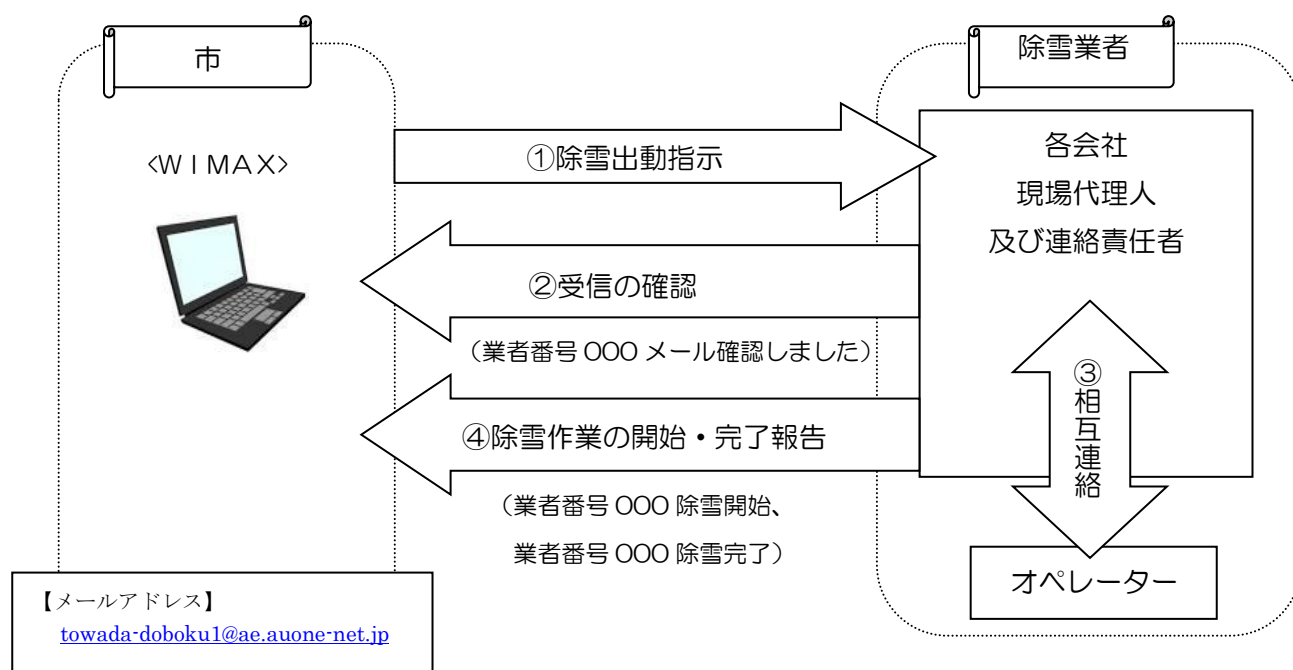 市
<ＷＩＭＡＸ>
除雪業者
各会社
現場代理人
及び連絡責任者
①除雪出動指示
②受信の確認
（業者番号 OOO メール確認しました）
③相互連絡
④除雪作業の開始・完了報告
（業者番号 OOO 除雪開始、
業者番号 OOO 除雪完了）
オペレーター
【メールアドレス】
towada-doboku1@ae.auone-net.jp